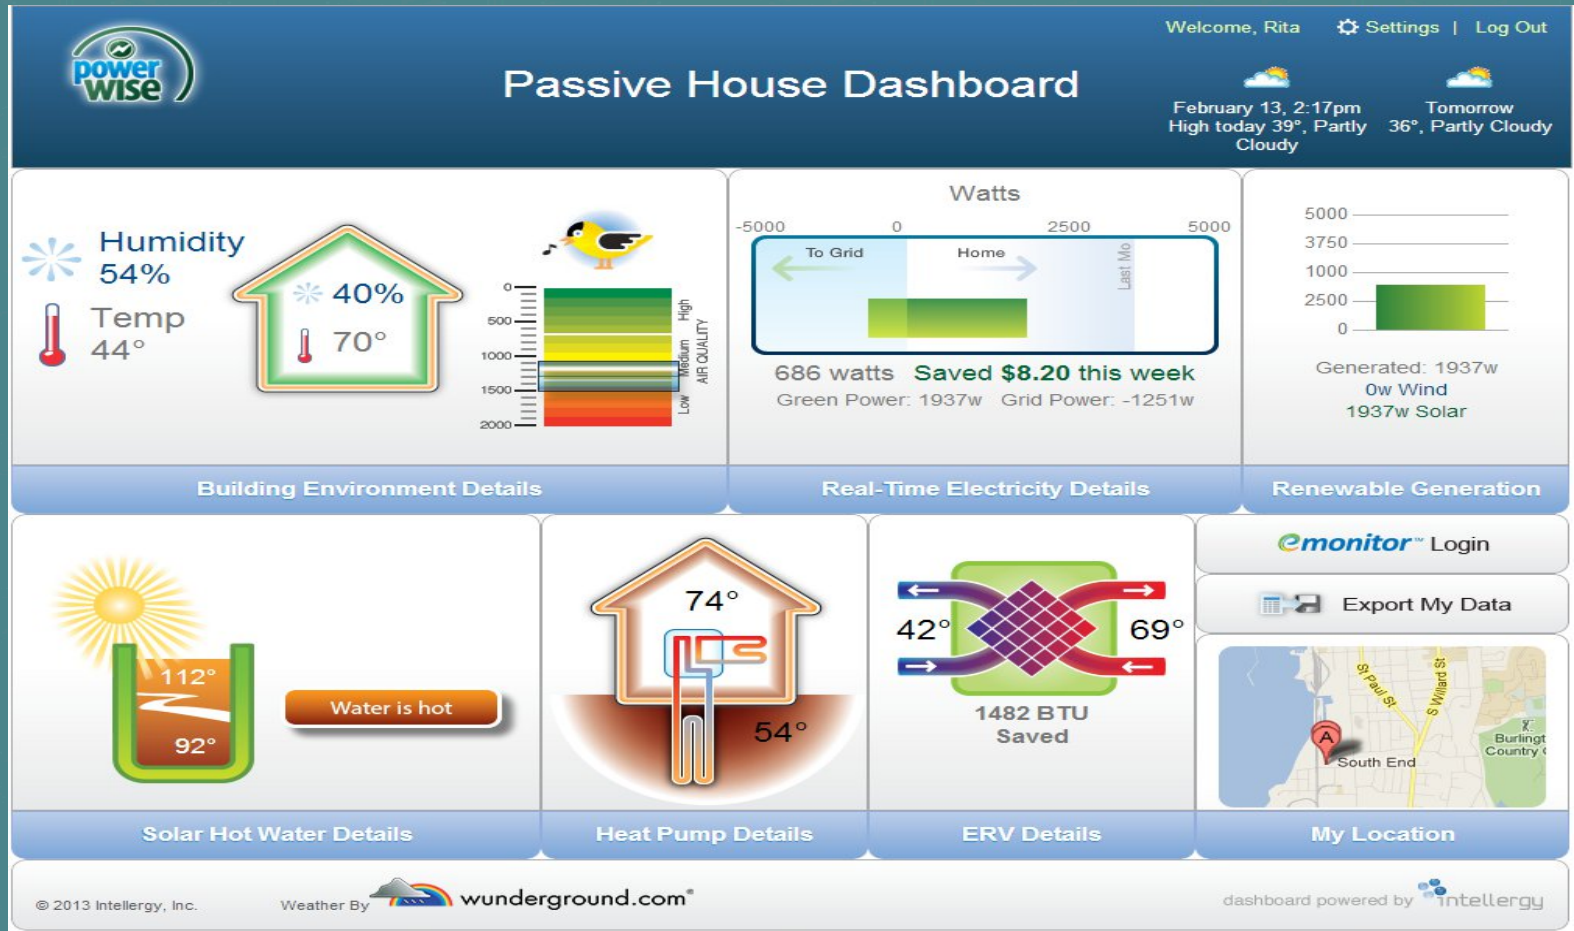 Welcome, Rita
Settings | Log Out
power
wise
Passive House Dashboard
February 13, 2:17pm
High today 39°, Partly
Cloudy
Tomorrow
36°, Partly Cloudy
Humidity
54%
Temp
44°
40%
70°
0
500
1000
1500
2000
High
Medium
Low
AIR QUALITY
Watts
-5000 0 2500 5000
To Grid
Home
Last Mo
686 watts Saved $8.20 this week
Green Power: 1937w Grid Power: -1251w
5000
3750
1000
2500
0
Generated: 1937w
0w Wind
1937w Solar
Building Environment Details
Real-Time Electricity Details
Renewable Generation
112°
92°
Water is hot
74°
54°
42°
69°
1482 BTU
Saved
emonitor™ Login
Export My Data
St Paul St
S Willard St
A
South End
Burlingt
Country
Solar Hot Water Details
Heat Pump Details
ERV Details
My Location
© 2013 Intellergy, Inc.
Weather By
wunderground.com®
dashboard powered by intellergy